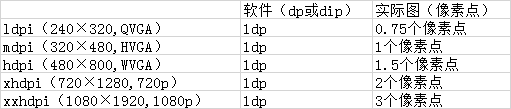 软件（dp或dip） 实际图（像素点）
ldpi（240×320,QVGA） 1dp 0.75个像素点
mdpi（320×480,HVGA） 1dp 1个像素点
hdpi（480×800,WVGA） 1dp 1.5个像素点
xhdpi（720×1280,720p） 1dp 2个像素点
xxhdpi（1080×1920,1080p） 1dp 3个像素点